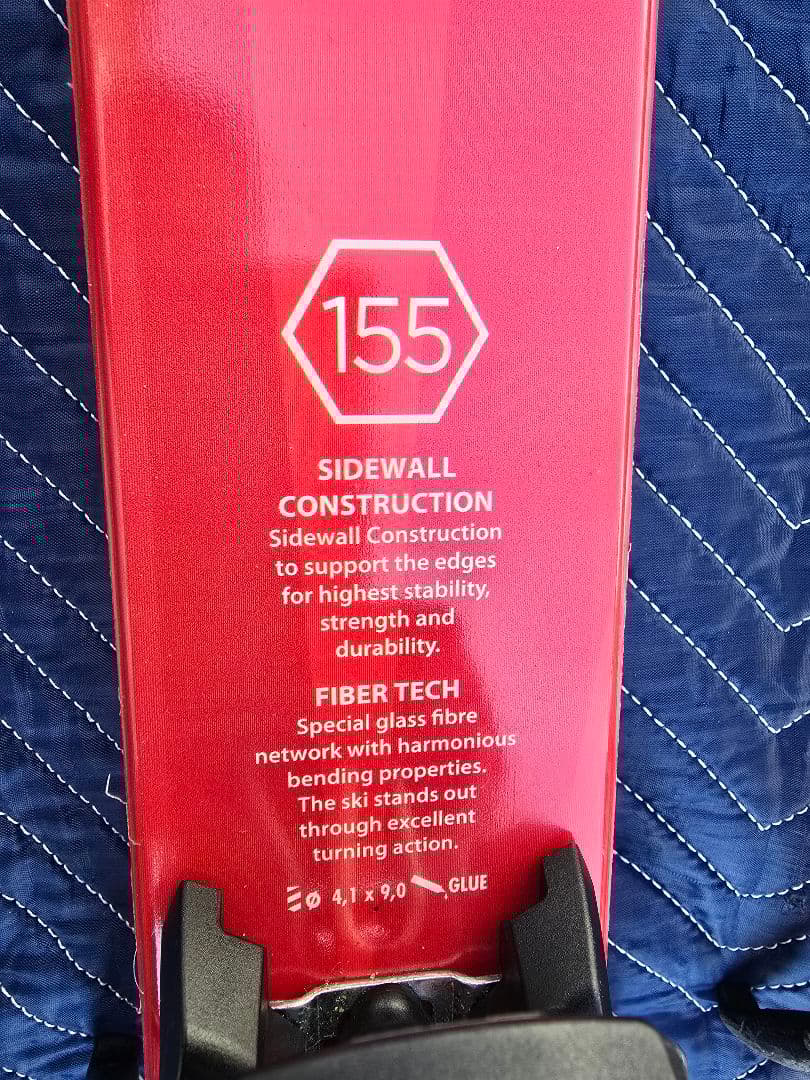 155
SIDEWALL
CONSTRUCTION
Sidewall Construction
to support the edges
for highest stability,
strength and
durability.
FIBER TECH
Special glass fibre
network with harmonious
bending properties.
The ski stands out
through excellent
turning action.
Ø 4,1 x 9,0 GLUE